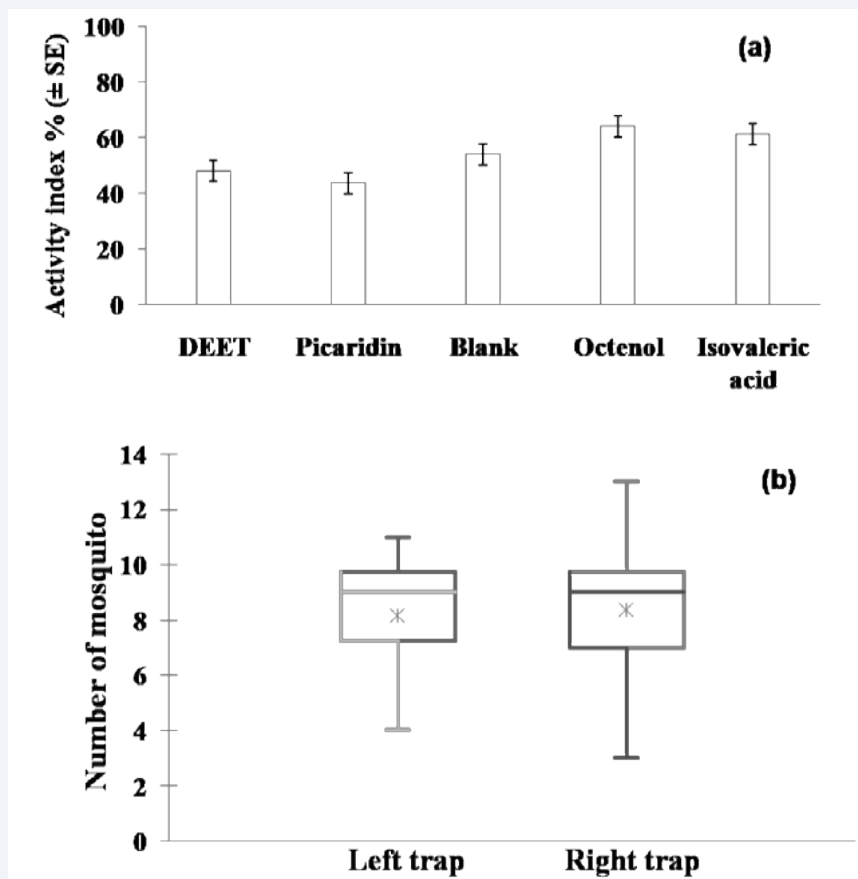 (a)
Activity index % (± SE)
100
80
60
40
20
0
DEET
Picaridin
Blank
Octenol
Isovaleric
acid
(b)
Number of mosquito
14
12
10
8
6
4
2
0
Left trap
Right trap